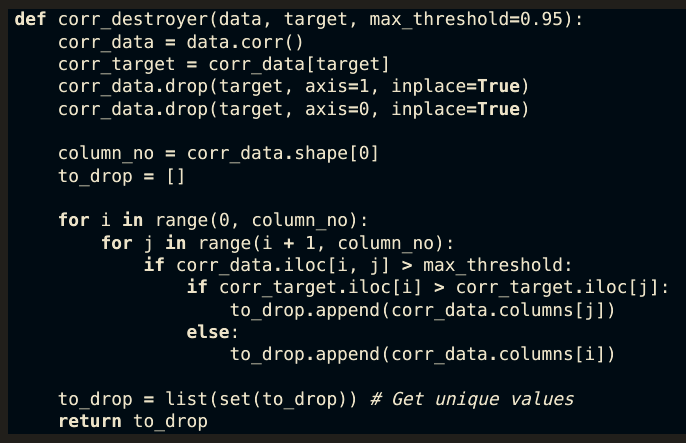 def corr_destroyer(data, target, max_threshold=0.95):
    corr_data = data.corr()
    corr_target = corr_data[target]
    corr_data.drop(target, axis=1, inplace=True)
    corr_data.drop(target, axis=0, inplace=True)

    column_no = corr_data.shape[0]
    to_drop = []

    for i in range(0, column_no):
        for j in range(i + 1, column_no):
            if corr_data.iloc[i, j] > max_threshold:
                if corr_target.iloc[i] > corr_target.iloc[j]:
                    to_drop.append(corr_data.columns[j])
                else:
                    to_drop.append(corr_data.columns[i])

    to_drop = list(set(to_drop)) # Get unique values
    return to_drop